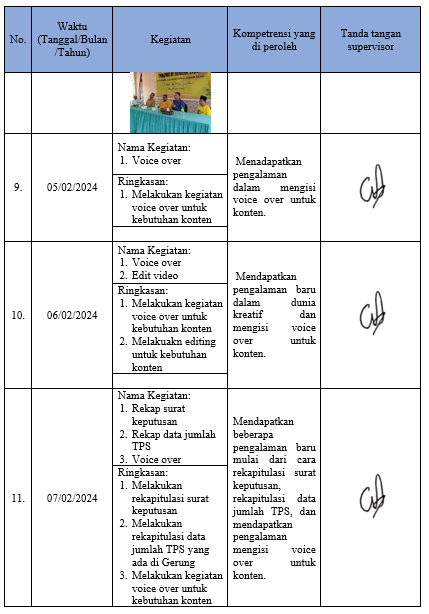 No.
Waktu
(Tanggal/Bulan
/Tahun)
Kegiatan
Kompetrensi yang
di peroleh
Tanda tangan
supervisor
9.
05/02/2024
Nama Kegiatan:
1. Voice over
Ringkasan:
1. Melakukan kegiatan
voice over untuk
kebutuhan konten
Menadapatkan
pengalaman
dalam mengisi
voice over untuk
konten.
10.
06/02/2024
Nama Kegiatan:
1. Voice over
2. Edit video
Ringkasan:
1. Melakukan kegiatan
voice over untuk
kebutuhan konten
2. Melakuakn editing
untuk kebutuhan
konten
Mendapatkan
pengalaman baru
dalam dunia
kreatif dan
mengisi voice
over untuk
konten.
11.
07/02/2024
Nama Kegiatan:
1. Rekap surat
keputusan
2. Rekap data jumlah
TPS
3. Voice over
Ringkasan:
1. Melakukan
rekapitulasi surat
keputusan
2. Melakukan
rekapitulasi data
jumlah TPS yang
ada di Gerung
3. Melakukan kegiatan
voice over untuk
kebutuhan konten
Mendapatkan
beberapa
pengalaman baru
mulai dari cara
rekapitulasi surat
keputusan,
rekapitulasi data
jumlah TPS, dan
mendapatkan
pengalaman
mengisi voice
over untuk
konten.